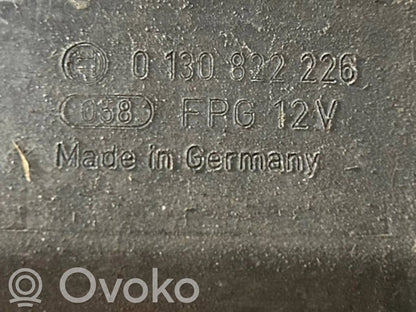 0 130 822 226
038 FPG 12V
Made in Germany
Ovoko